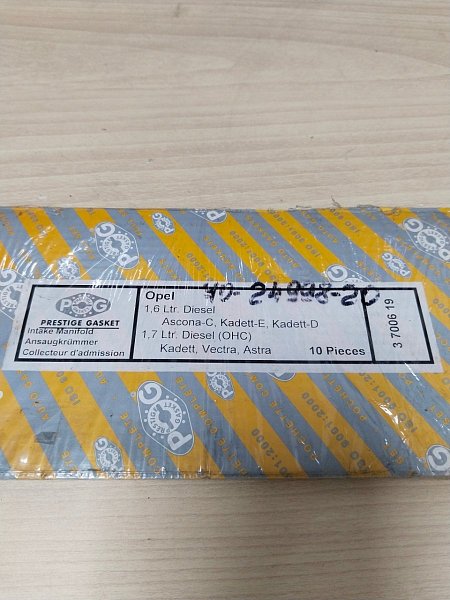 PG
PRESTIGE GASKET
Intake Manifold
Ansaugkrümmer
Collecteur d'admission
Opel
1,6 Ltr. Diesel
Ascona-C, Kadett-E, Kadett-D
1,7 Ltr. Diesel (OHC)
Kadett, Vectra, Astra
10 Pieces
3 7006 19